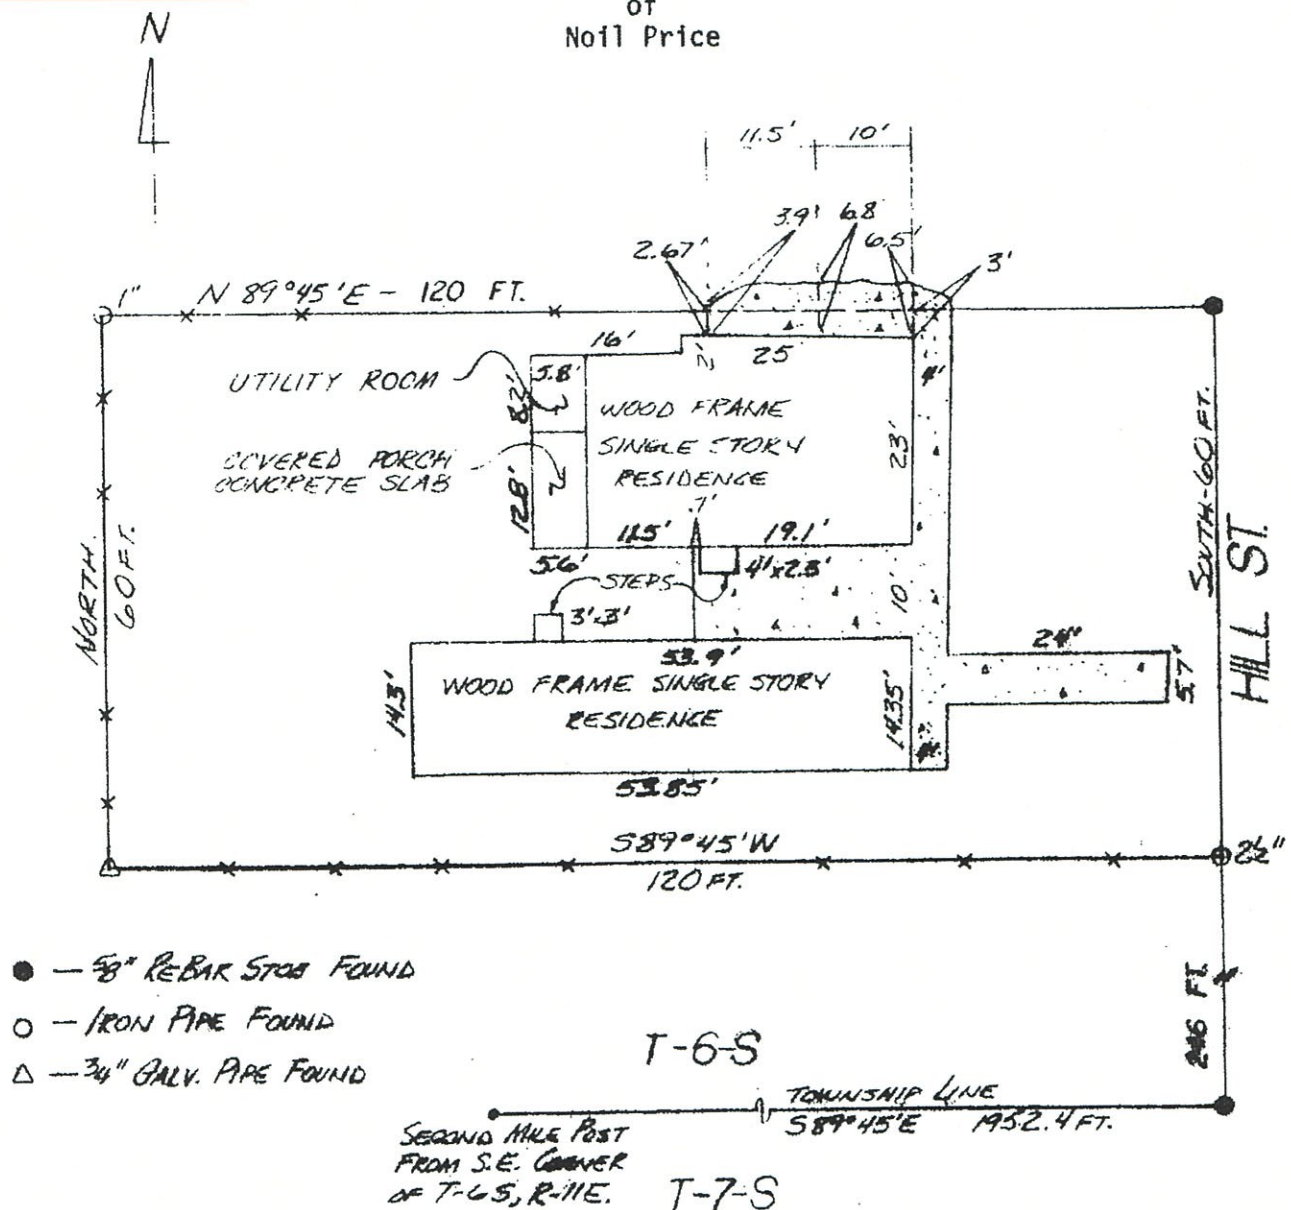 of
Noil Price
N
11.5'
10'
3.9'
6.8'
2.67'
6.5'
3'
1"
N 89°45'E - 120 FT.
16'
2'
25
UTILITY ROOM
5.8'
8.2'
4'
WOOD FRAME
SINGLE STORY
RESIDENCE
23'
COVERED PORCH
CONCRETE SLAB
12.8'
7'
11.5'
19.1'
5.6'
STEPS
4'x2.3'
10'
3'x3'
NORTH
60 FT.
SOUTH-60 FT.
HILL ST.
53.9'
24'
5.7'
14.3'
WOOD FRAME SINGLE STORY
RESIDENCE
14.35'
4'
53.85'
S89°45'W
120 FT.
2½"
● — 5/8" REBAR STOB FOUND
○ — IRON PIPE FOUND
△ — 3/4" GALV. PIPE FOUND
246 FT.
T-6-S
TOWNSHIP LINE
S89°45'E 1952.4 FT.
SECOND MILE POST
FROM S.E. CORNER
OF T-6S, R-11E.
T-7-S